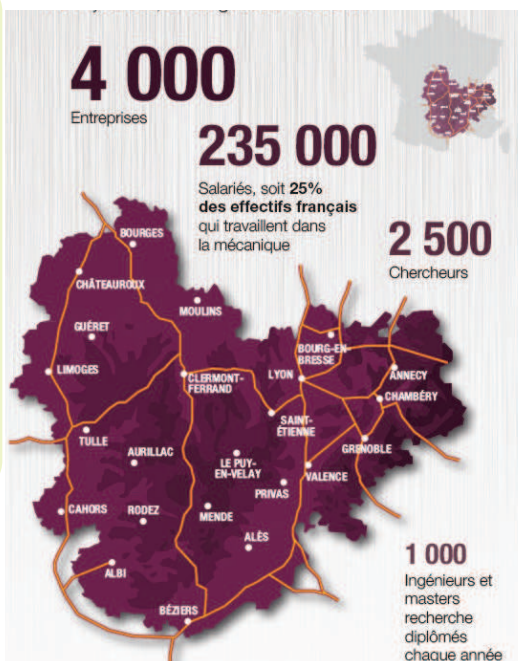 4 000
Entreprises
235 000
Salariés, soit 25%
des effectifs français
qui travaillent dans
la mécanique
2 500
Chercheurs
BOURGES
CHÂTEAUROUX
MOULINS
GUÉRET
BOURG-EN-
BRESSE
LIMOGES
CLERMONT-
FERRAND
LYON
ANNECY
CHAMBÉRY
SAINT-
ÉTIENNE
TULLE
GRENOBLE
AURILLAC
LE PUY-
EN-VELAY
VALENCE
PRIVAS
CAHORS
RODEZ
MENDE
ALÈS
ALBI
BÉZIERS
1 000
Ingénieurs et
masters
recherche
diplômés
chaque année